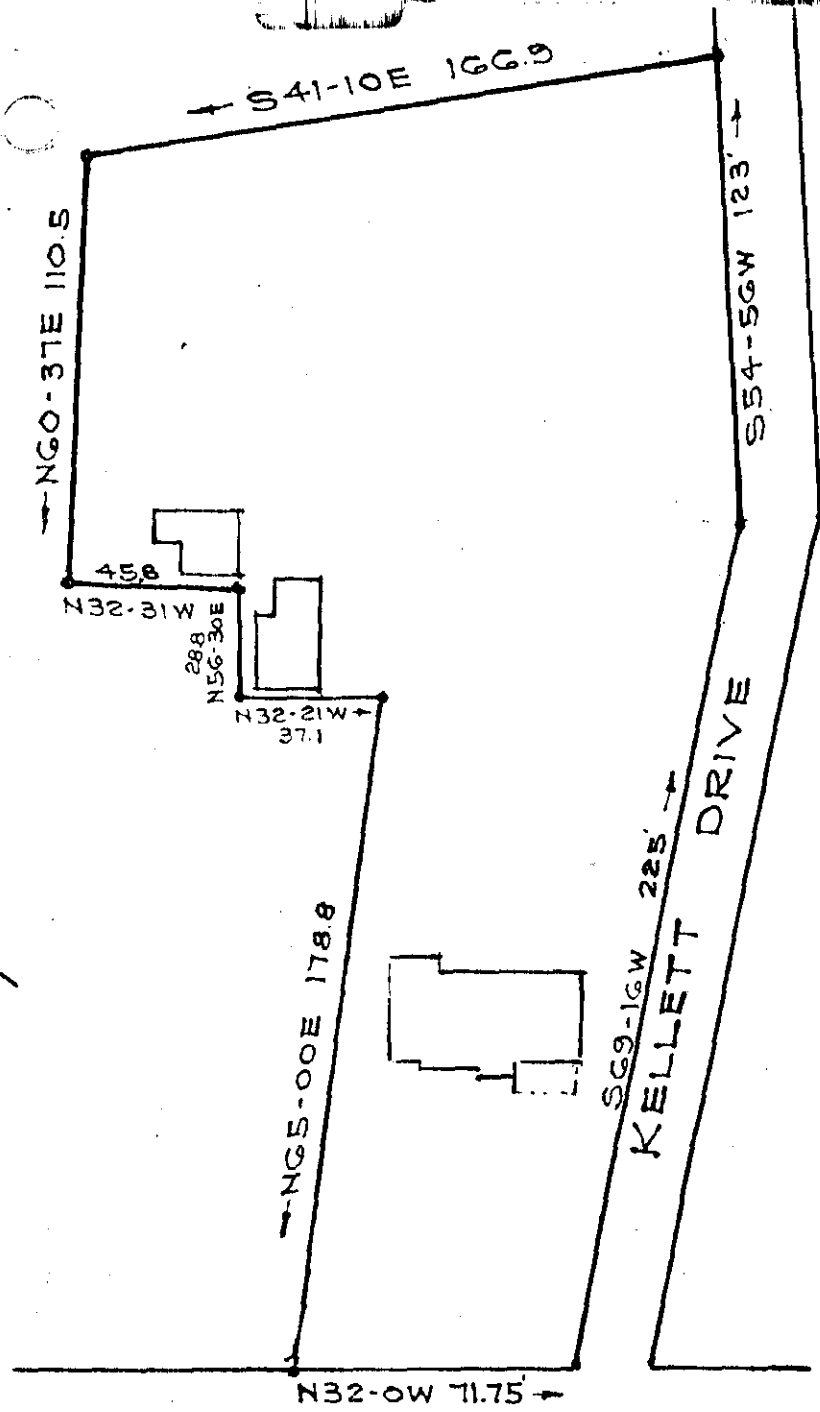 ← S41-10E 166.9
← N60-37E 110.5
S54-56W 123' →
45.8
N32-31W
28.8
N56-30E
N32-21W →
37.1
← N65-00E 178.8
S69-16W 225' →
KELLETT DRIVE
N32-0W 71.75' →